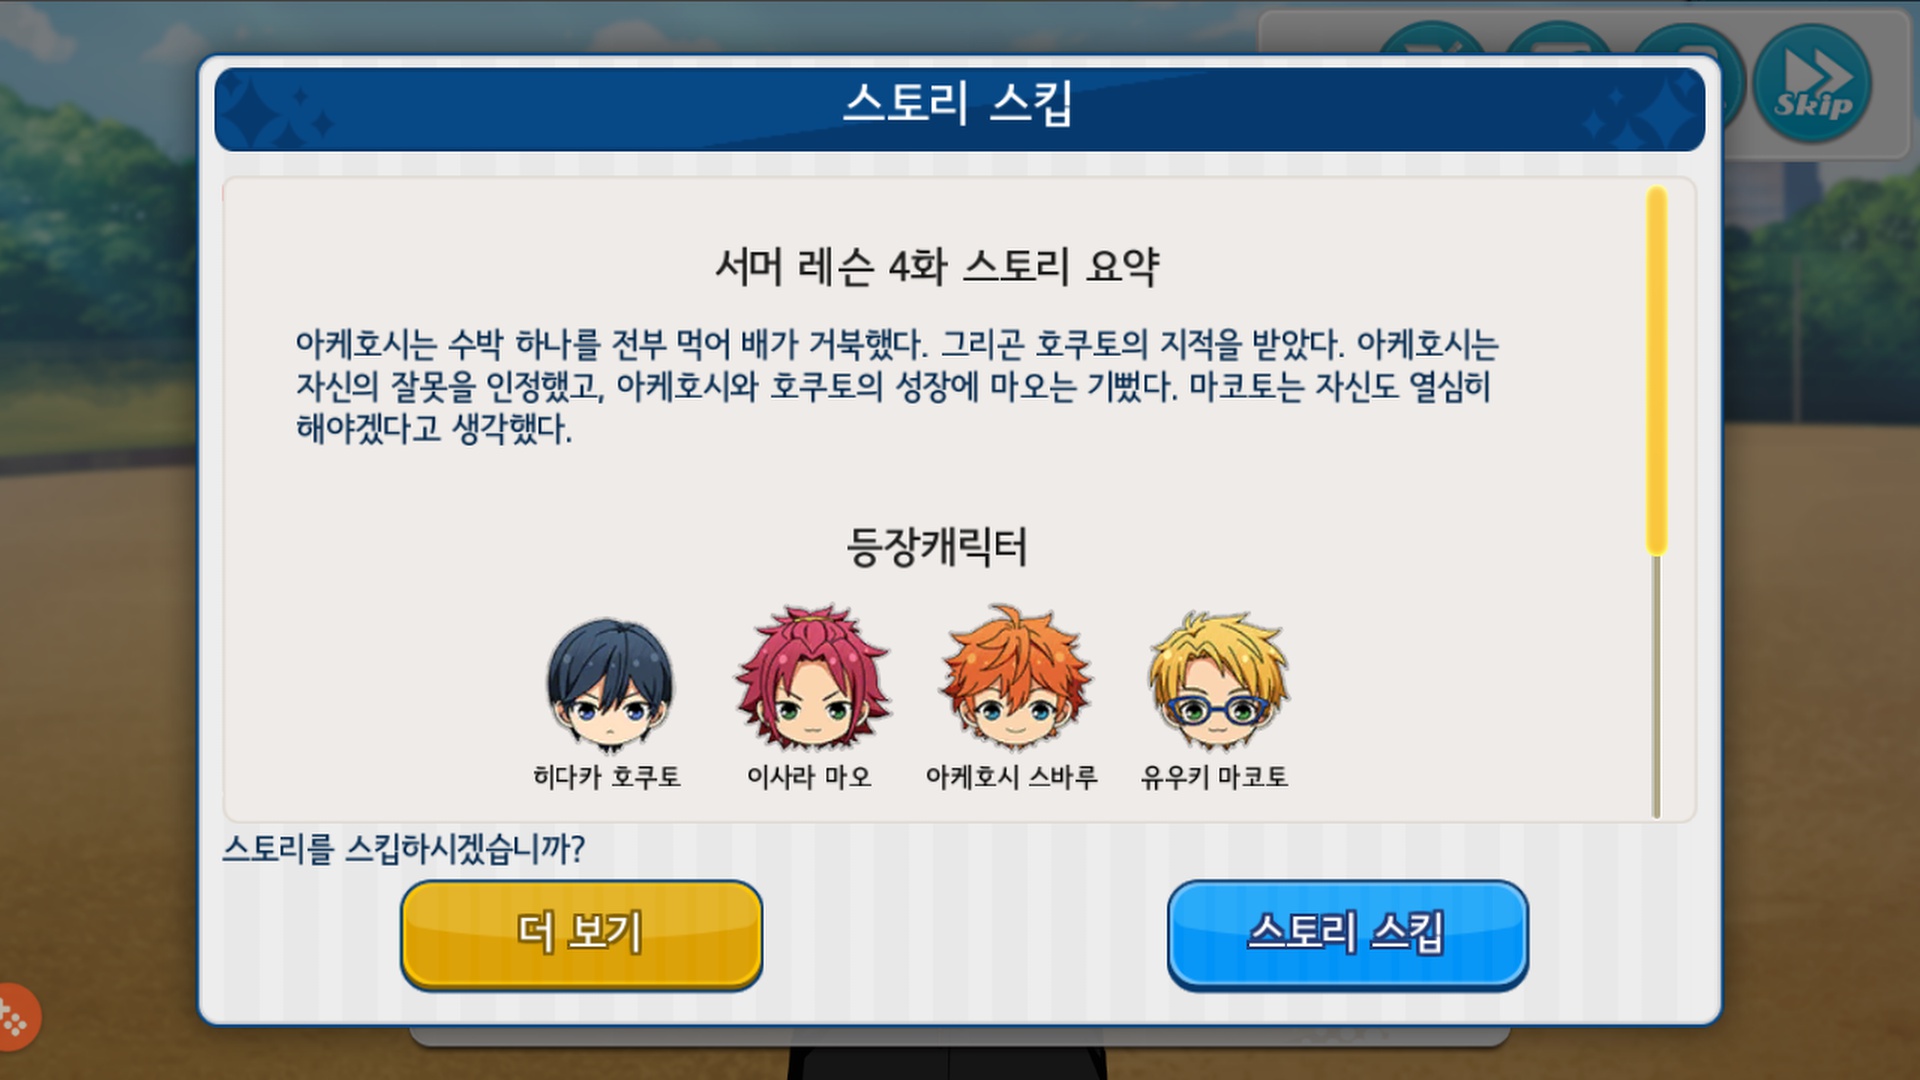 Skip
스토리 스킵
서머 레슨 4화 스토리 요약
아케호시는 수박 하나를 전부 먹어 배가 거북했다. 그리곤 호쿠토의 지적을 받았다. 아케호시는
자신의 잘못을 인정했고, 아케호시와 호쿠토의 성장에 마오는 기뻤다. 마코토는 자신도 열심히
해야겠다고 생각했다.
등장캐릭터
히다카 호쿠토
이사라 마오
아케호시 스바루
유우키 마코토
스토리를 스킵하시겠습니까?
더 보기
스토리 스킵